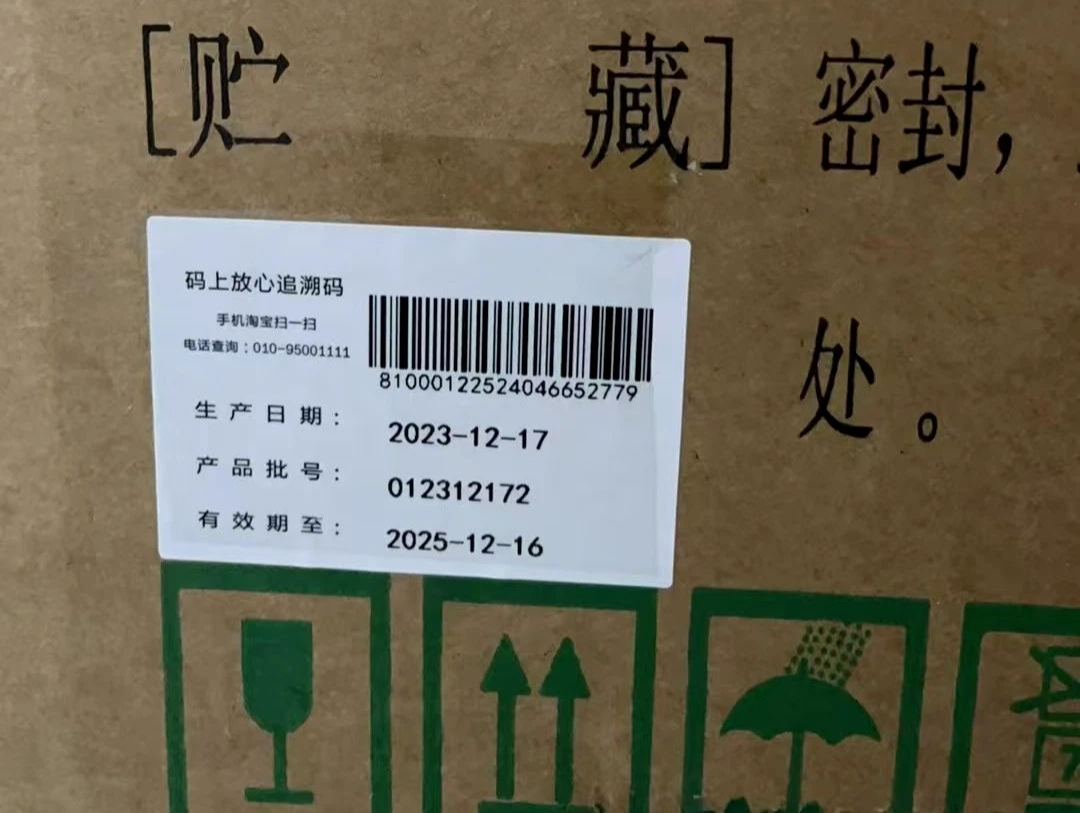 [贮 藏] 密封,
处。
码上放心追溯码
手机淘宝扫一扫
电话查询：010-95001111
81000122524046652779
生产日期： 2023-12-17
产品批号： 012312172
有效期至： 2025-12-16